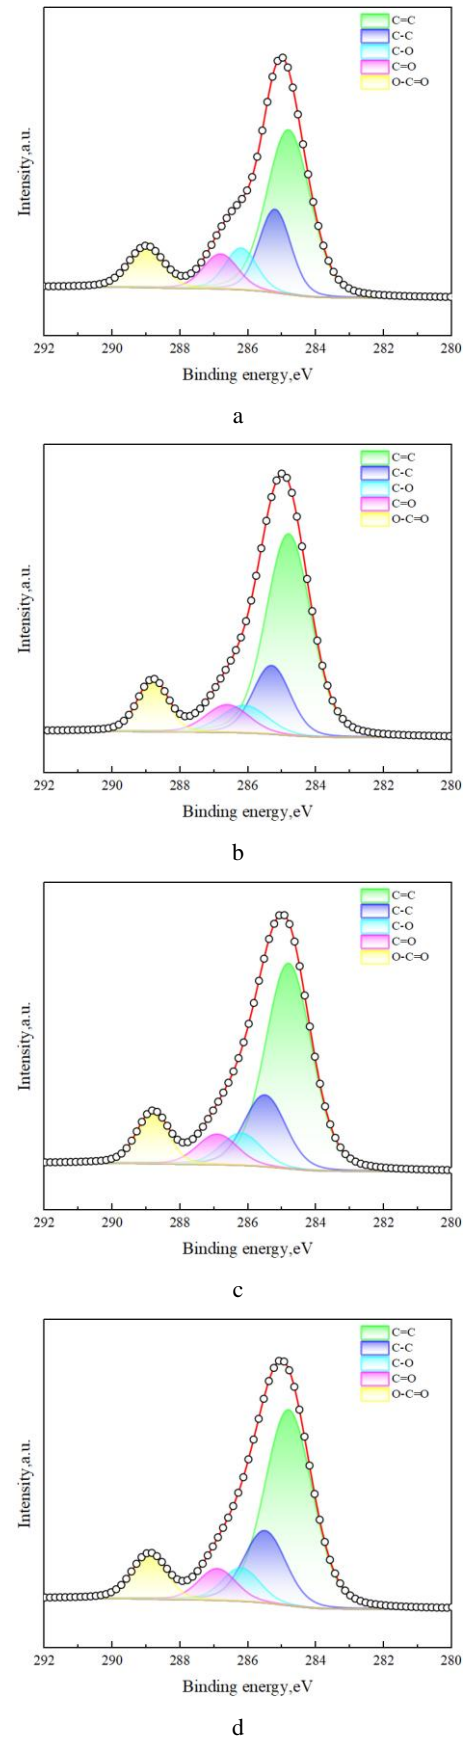 C=C
C-C
C-O
C=O
O-C=O
Intensity,a.u.
292 290 288 286 284 282 280
Binding energy,eV
a
C=C
C-C
C-O
C=O
O-C=O
Intensity,a.u.
292 290 288 286 284 282 280
Binding energy,eV
b
C=C
C-C
C-O
C=O
O-C=O
Intensity,a.u.
292 290 288 286 284 282 280
Binding energy,eV
c
C=C
C-C
C-O
C=O
O-C=O
Intensity,a.u.
292 290 288 286 284 282 280
Binding energy,eV
d